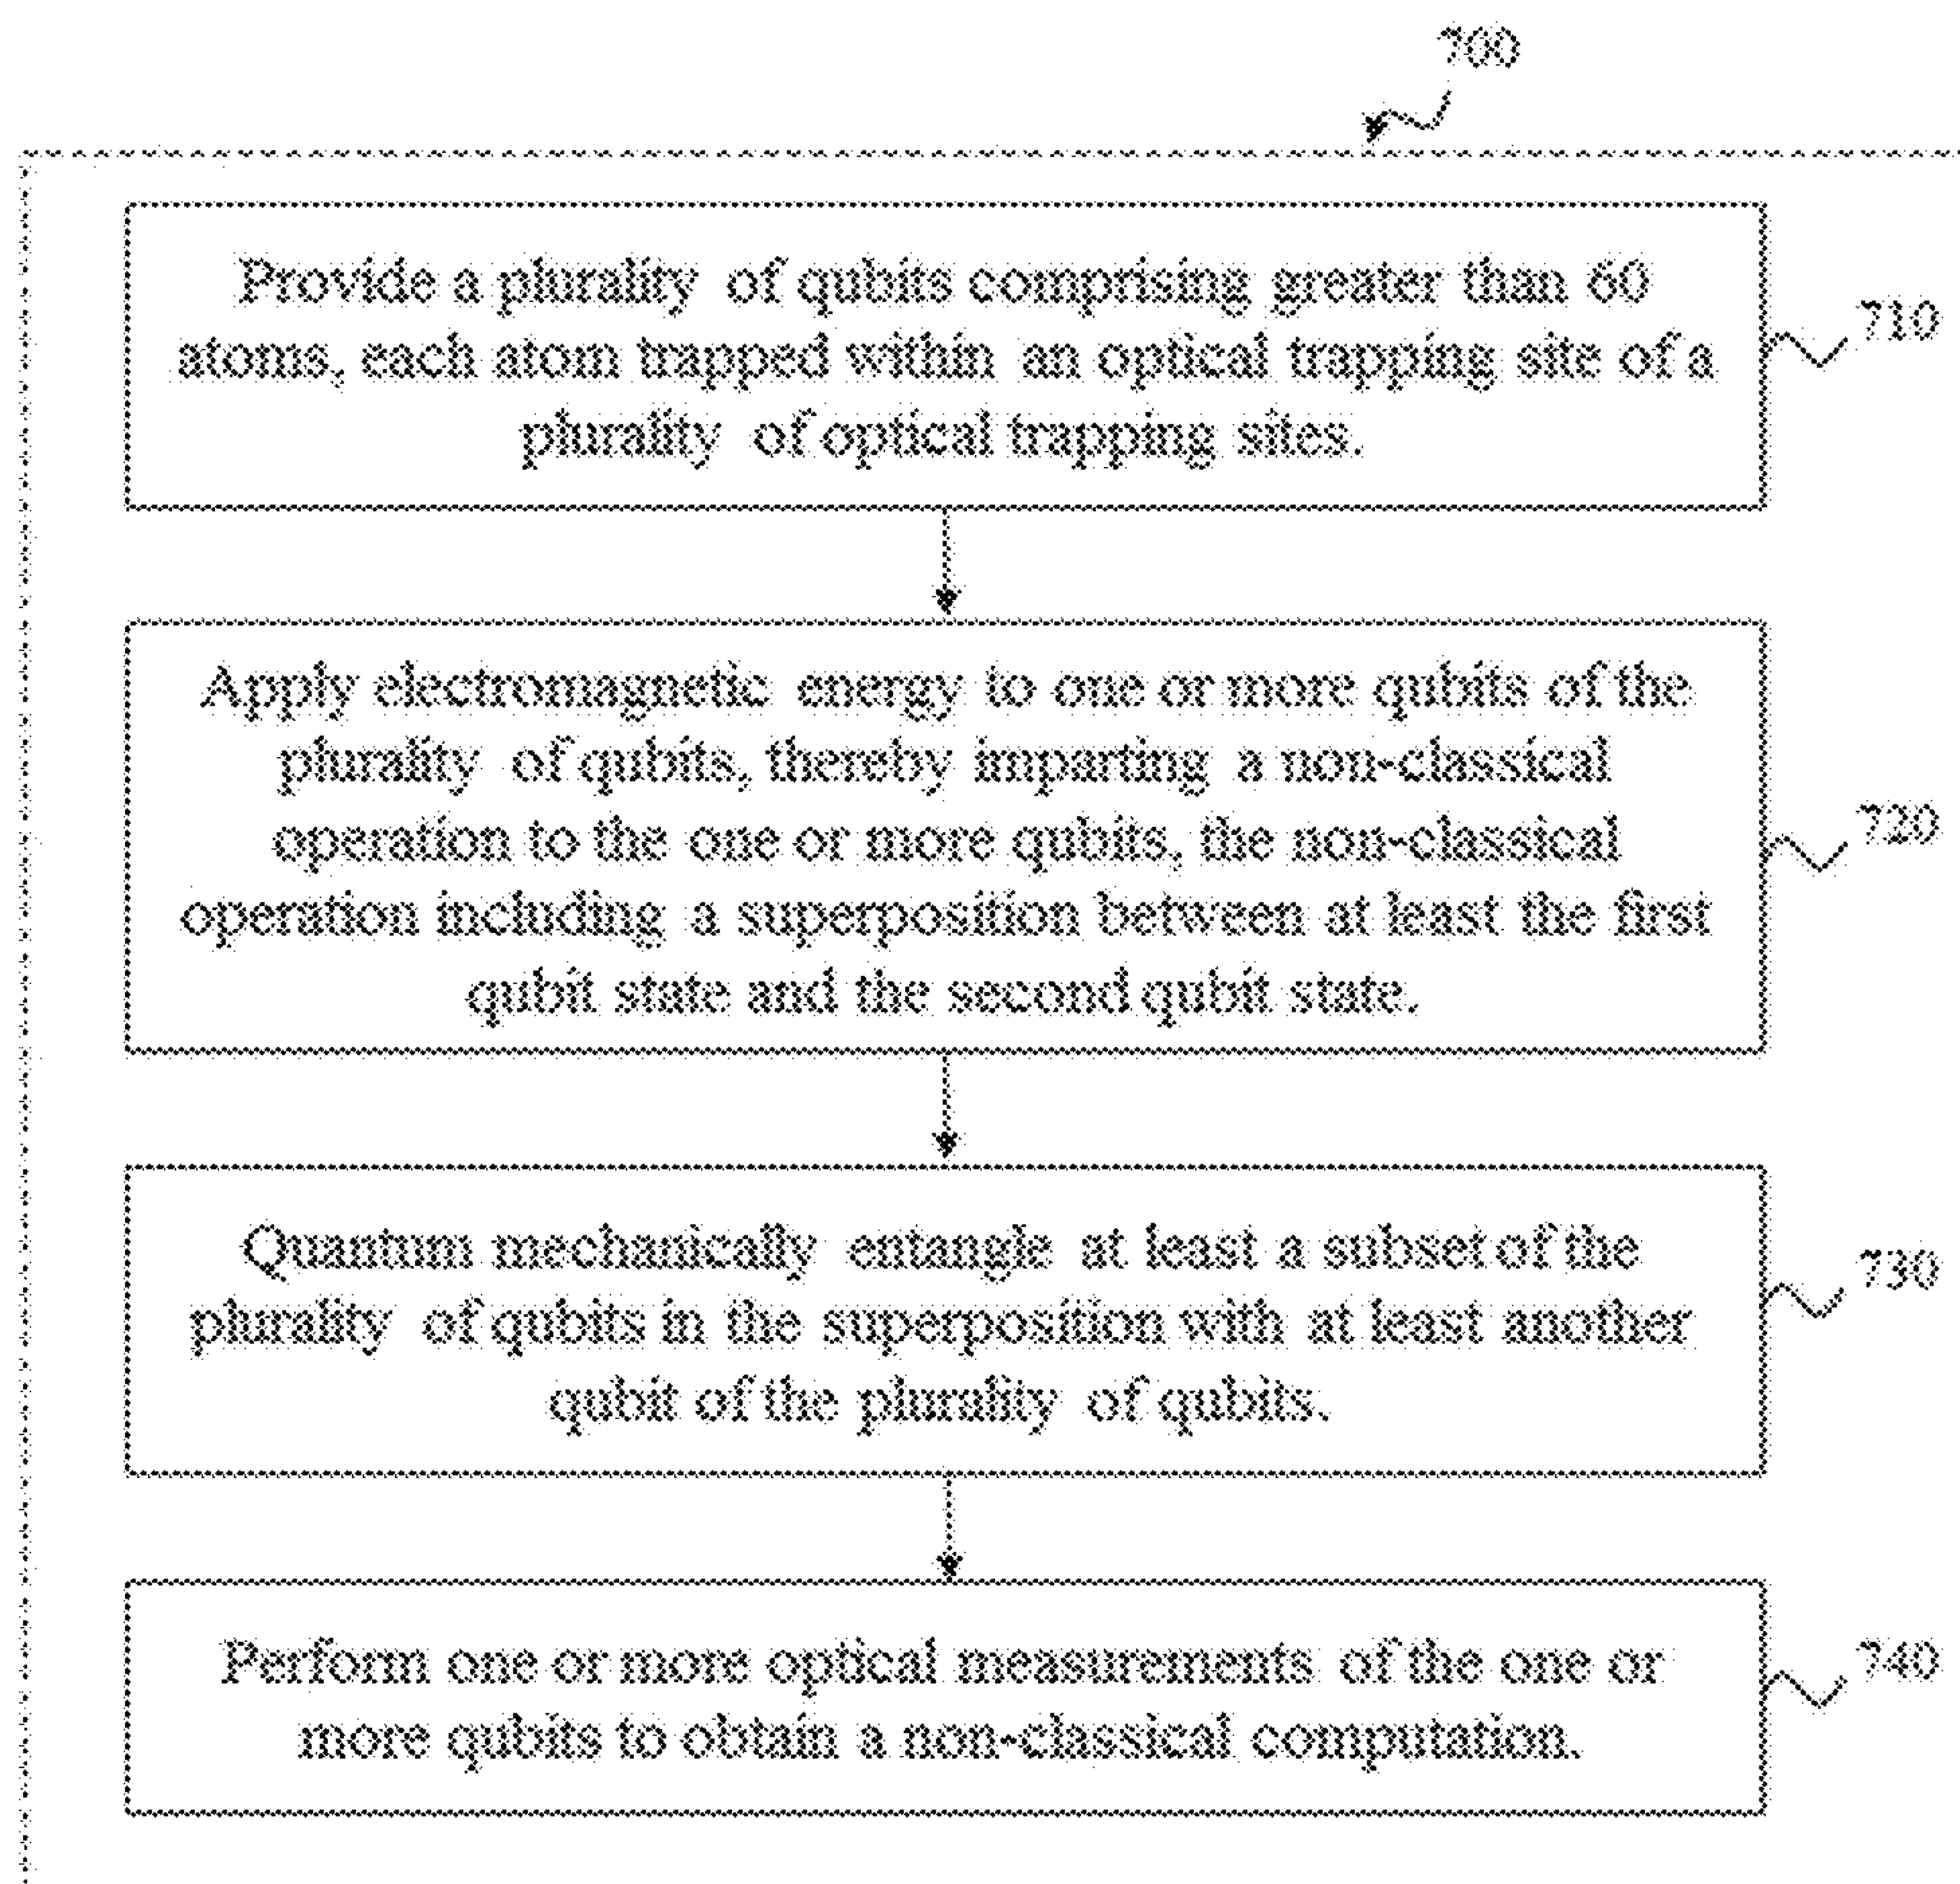 700
Provide a plurality of qubits comprising greater than 60
atoms, each atom trapped within an optical trapping site of a
plurality of optical trapping sites.
710
Apply electromagnetic energy to one or more qubits of the
plurality of qubits, thereby imparting a non-classical
operation to the one or more qubits, the non-classical
operation including a superposition between at least the first
qubit state and the second qubit state.
720
Quantum mechanically entangle at least a subset of the
plurality of qubits in the superposition with at least another
qubit of the plurality of qubits.
730
Perform one or more optical measurements of the one or
more qubits to obtain a non-classical computation.
740